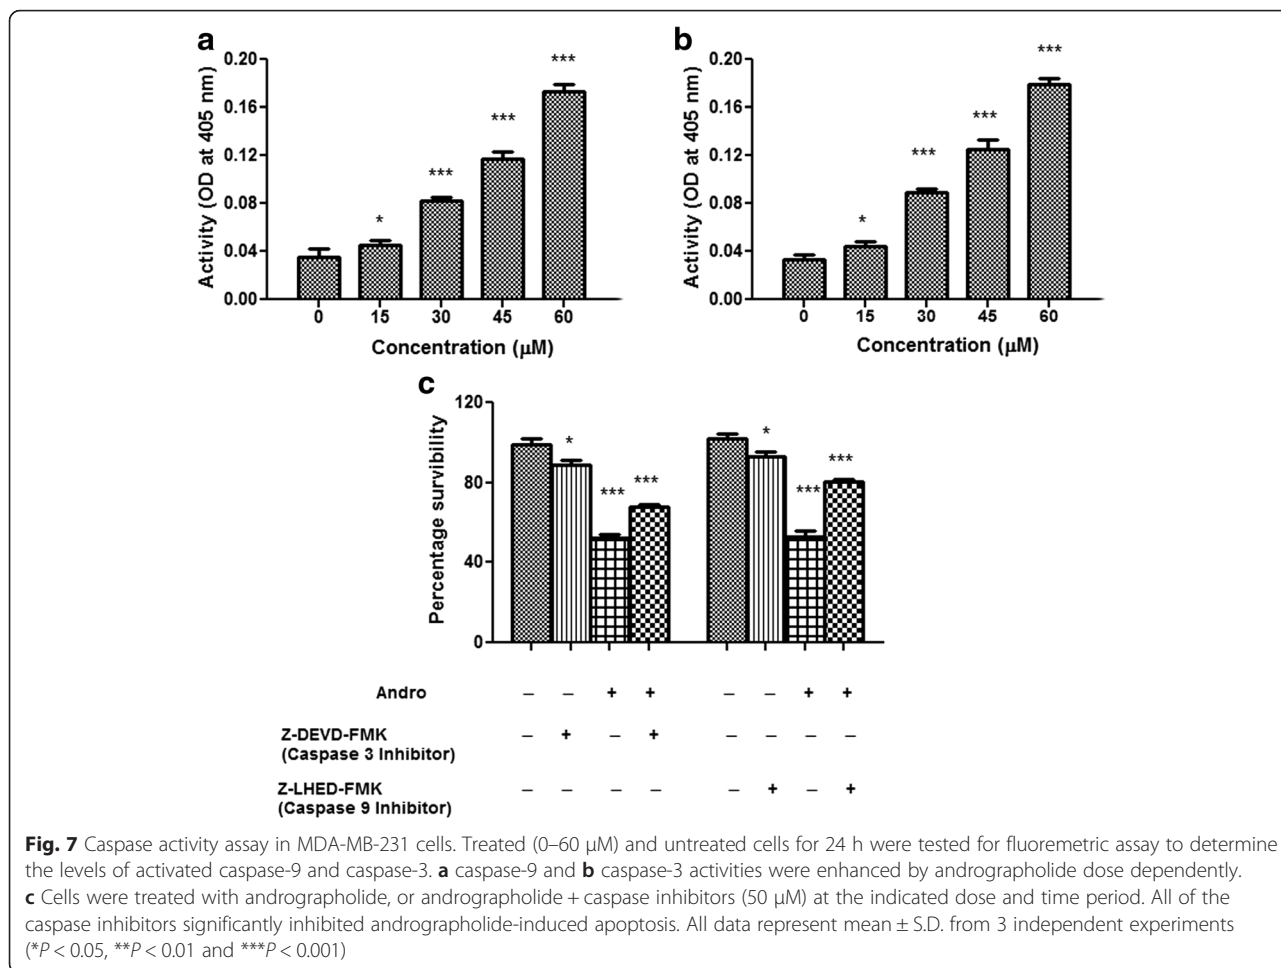 a
0.20
0.16
0.12
0.08
0.04
0.00
Activity (OD at 405 nm)
*
***
***
***
0
15
30
45
60
Concentration (μM)
b
0.20
0.16
0.12
0.08
0.04
0.00
Activity (OD at 405 nm)
*
***
***
***
0
15
30
45
60
Concentration (μM)
c
120
80
40
0
Percentage survibility
*
***
***
*
***
***
Andro – – + + – – + +
Z-DEVD-FMK – + – + – – – –
(Caspase 3 Inhibitor)
Z-LHED-FMK – – – – – + – +
(Caspase 9 Inhibitor)
Fig. 7 Caspase activity assay in MDA-MB-231 cells. Treated (0–60 μM) and untreated cells for 24 h were tested for fluoremetric assay to determine
the levels of activated caspase-9 and caspase-3. a caspase-9 and b caspase-3 activities were enhanced by andrographolide dose dependently.
c Cells were treated with andrographolide, or andrographolide + caspase inhibitors (50 μM) at the indicated dose and time period. All of the
caspase inhibitors significantly inhibited andrographolide-induced apoptosis. All data represent mean ± S.D. from 3 independent experiments
(*P < 0.05, **P < 0.01 and ***P < 0.001)